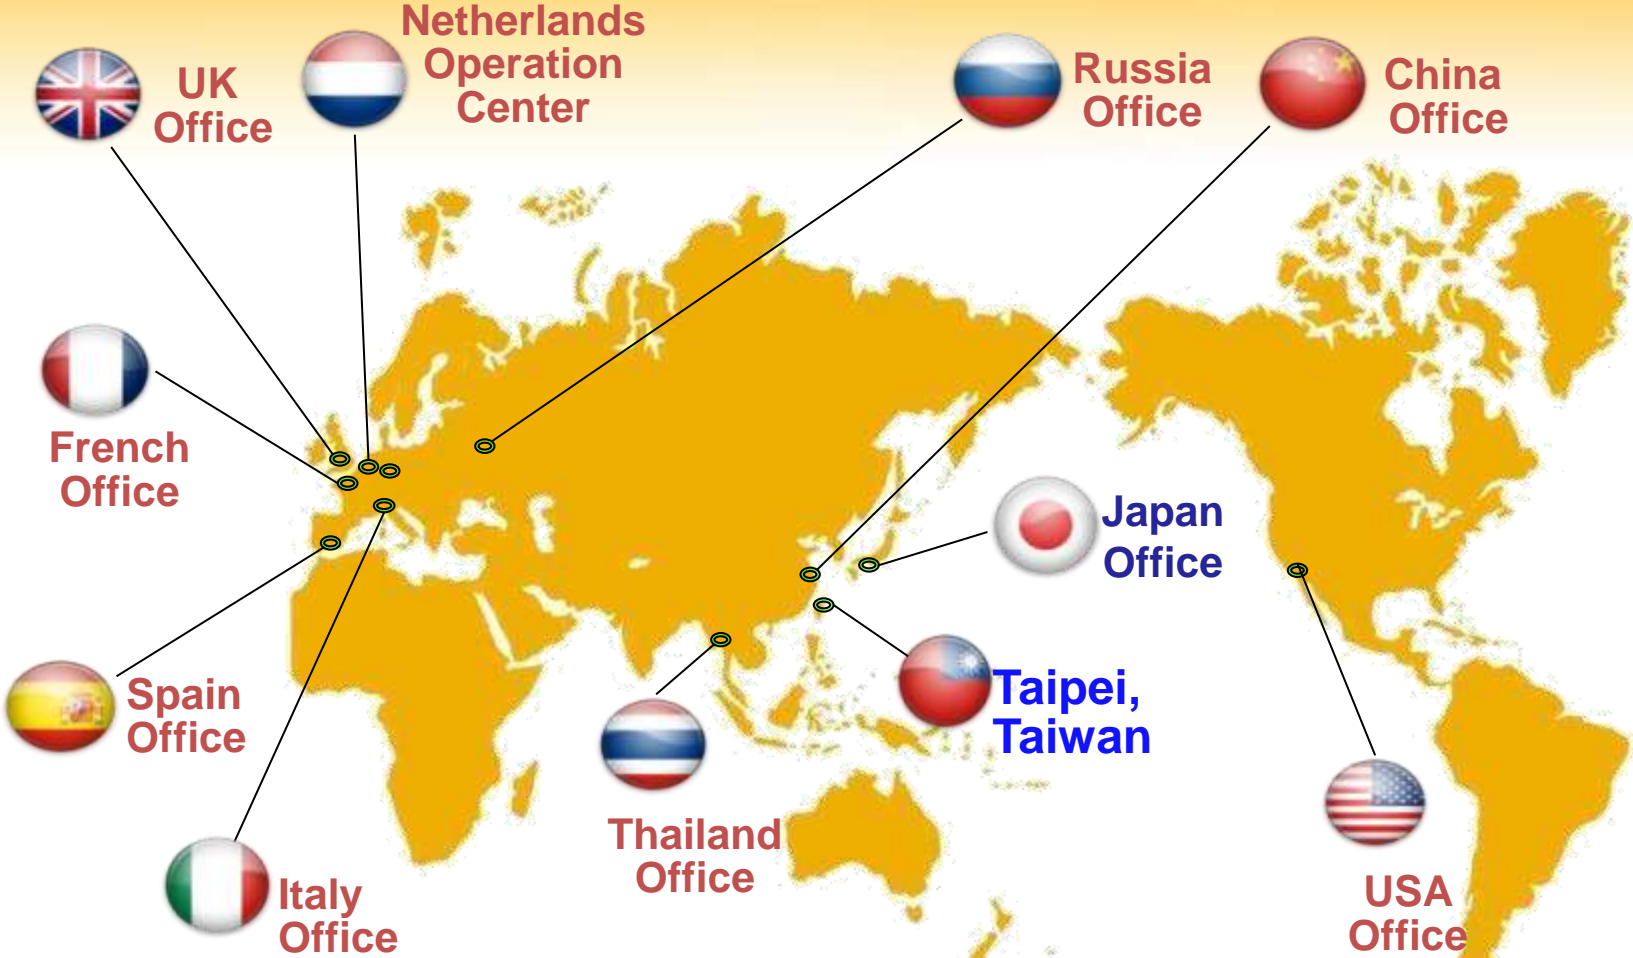 Netherlands
Operation
Center
UK
Office
Russia
Office
China
Office
French
Office
Japan
Office
Spain
Office
Taipei,
Taiwan
Thailand
Office
Italy
Office
USA
Office